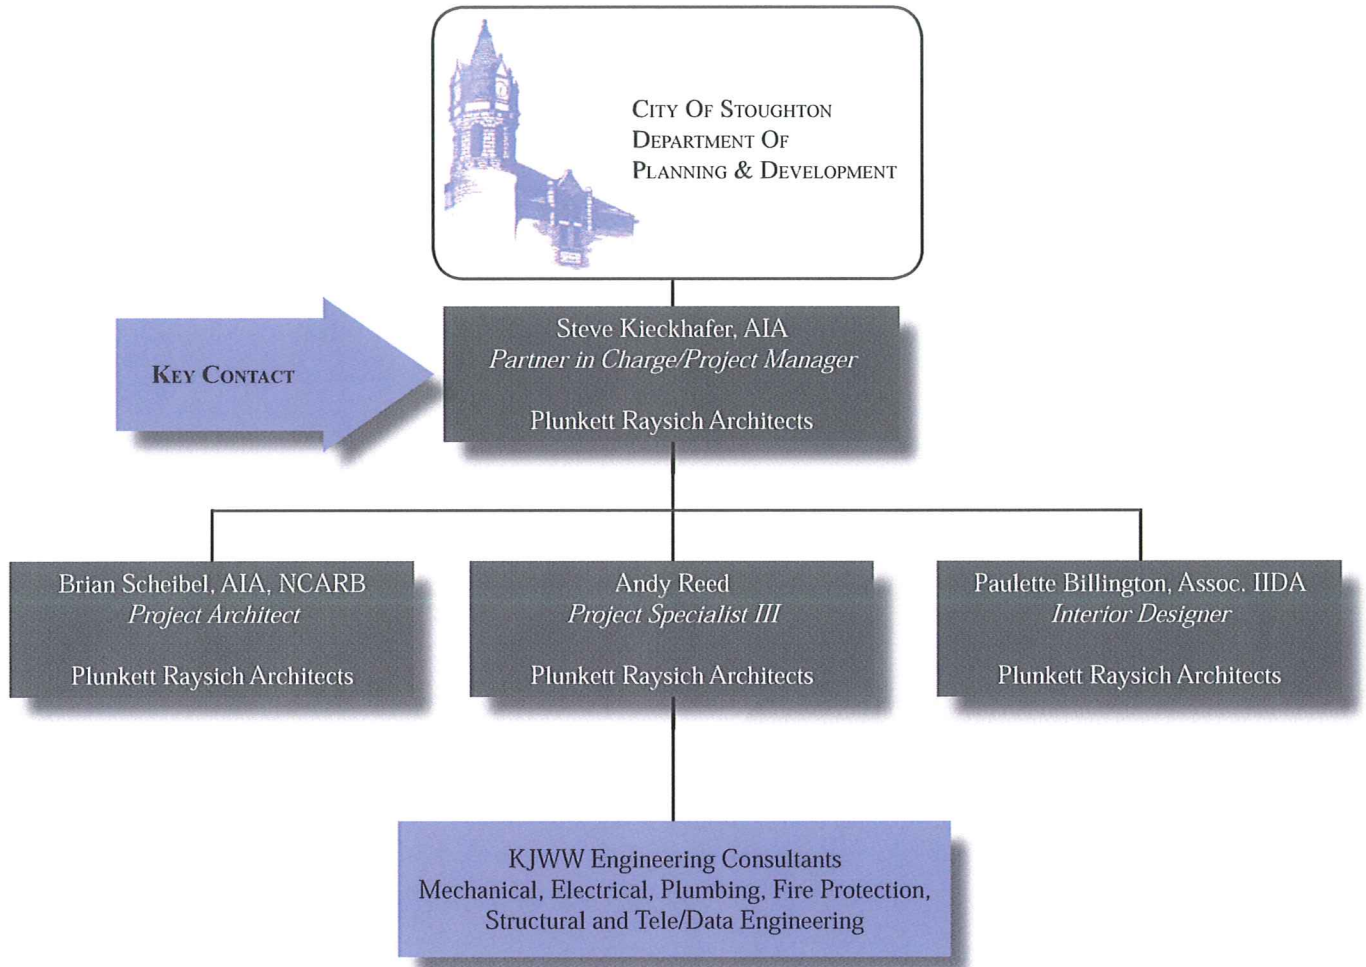 City Of Stoughton
Department Of
Planning & Development
Key Contact
Steve Kieckhafer, AIA
Partner in Charge/Project Manager
Plunkett Raysich Architects
Brian Scheibel, AIA, NCARB
Project Architect
Plunkett Raysich Architects
Andy Reed
Project Specialist III
Plunkett Raysich Architects
Paulette Billington, Assoc. IIDA
Interior Designer
Plunkett Raysich Architects
KJWW Engineering Consultants
Mechanical, Electrical, Plumbing, Fire Protection,
Structural and Tele/Data Engineering